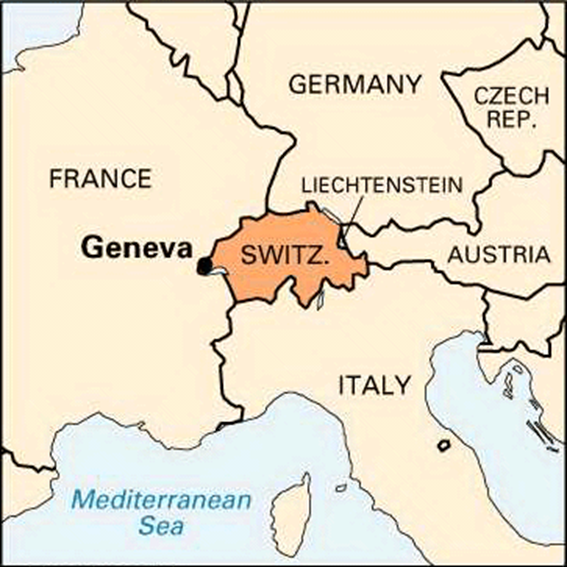 GERMANY
CZECH
REP.
FRANCE
LIECHTENSTEIN
Geneva
SWITZ.
AUSTRIA
ITALY
Mediterranean
Sea